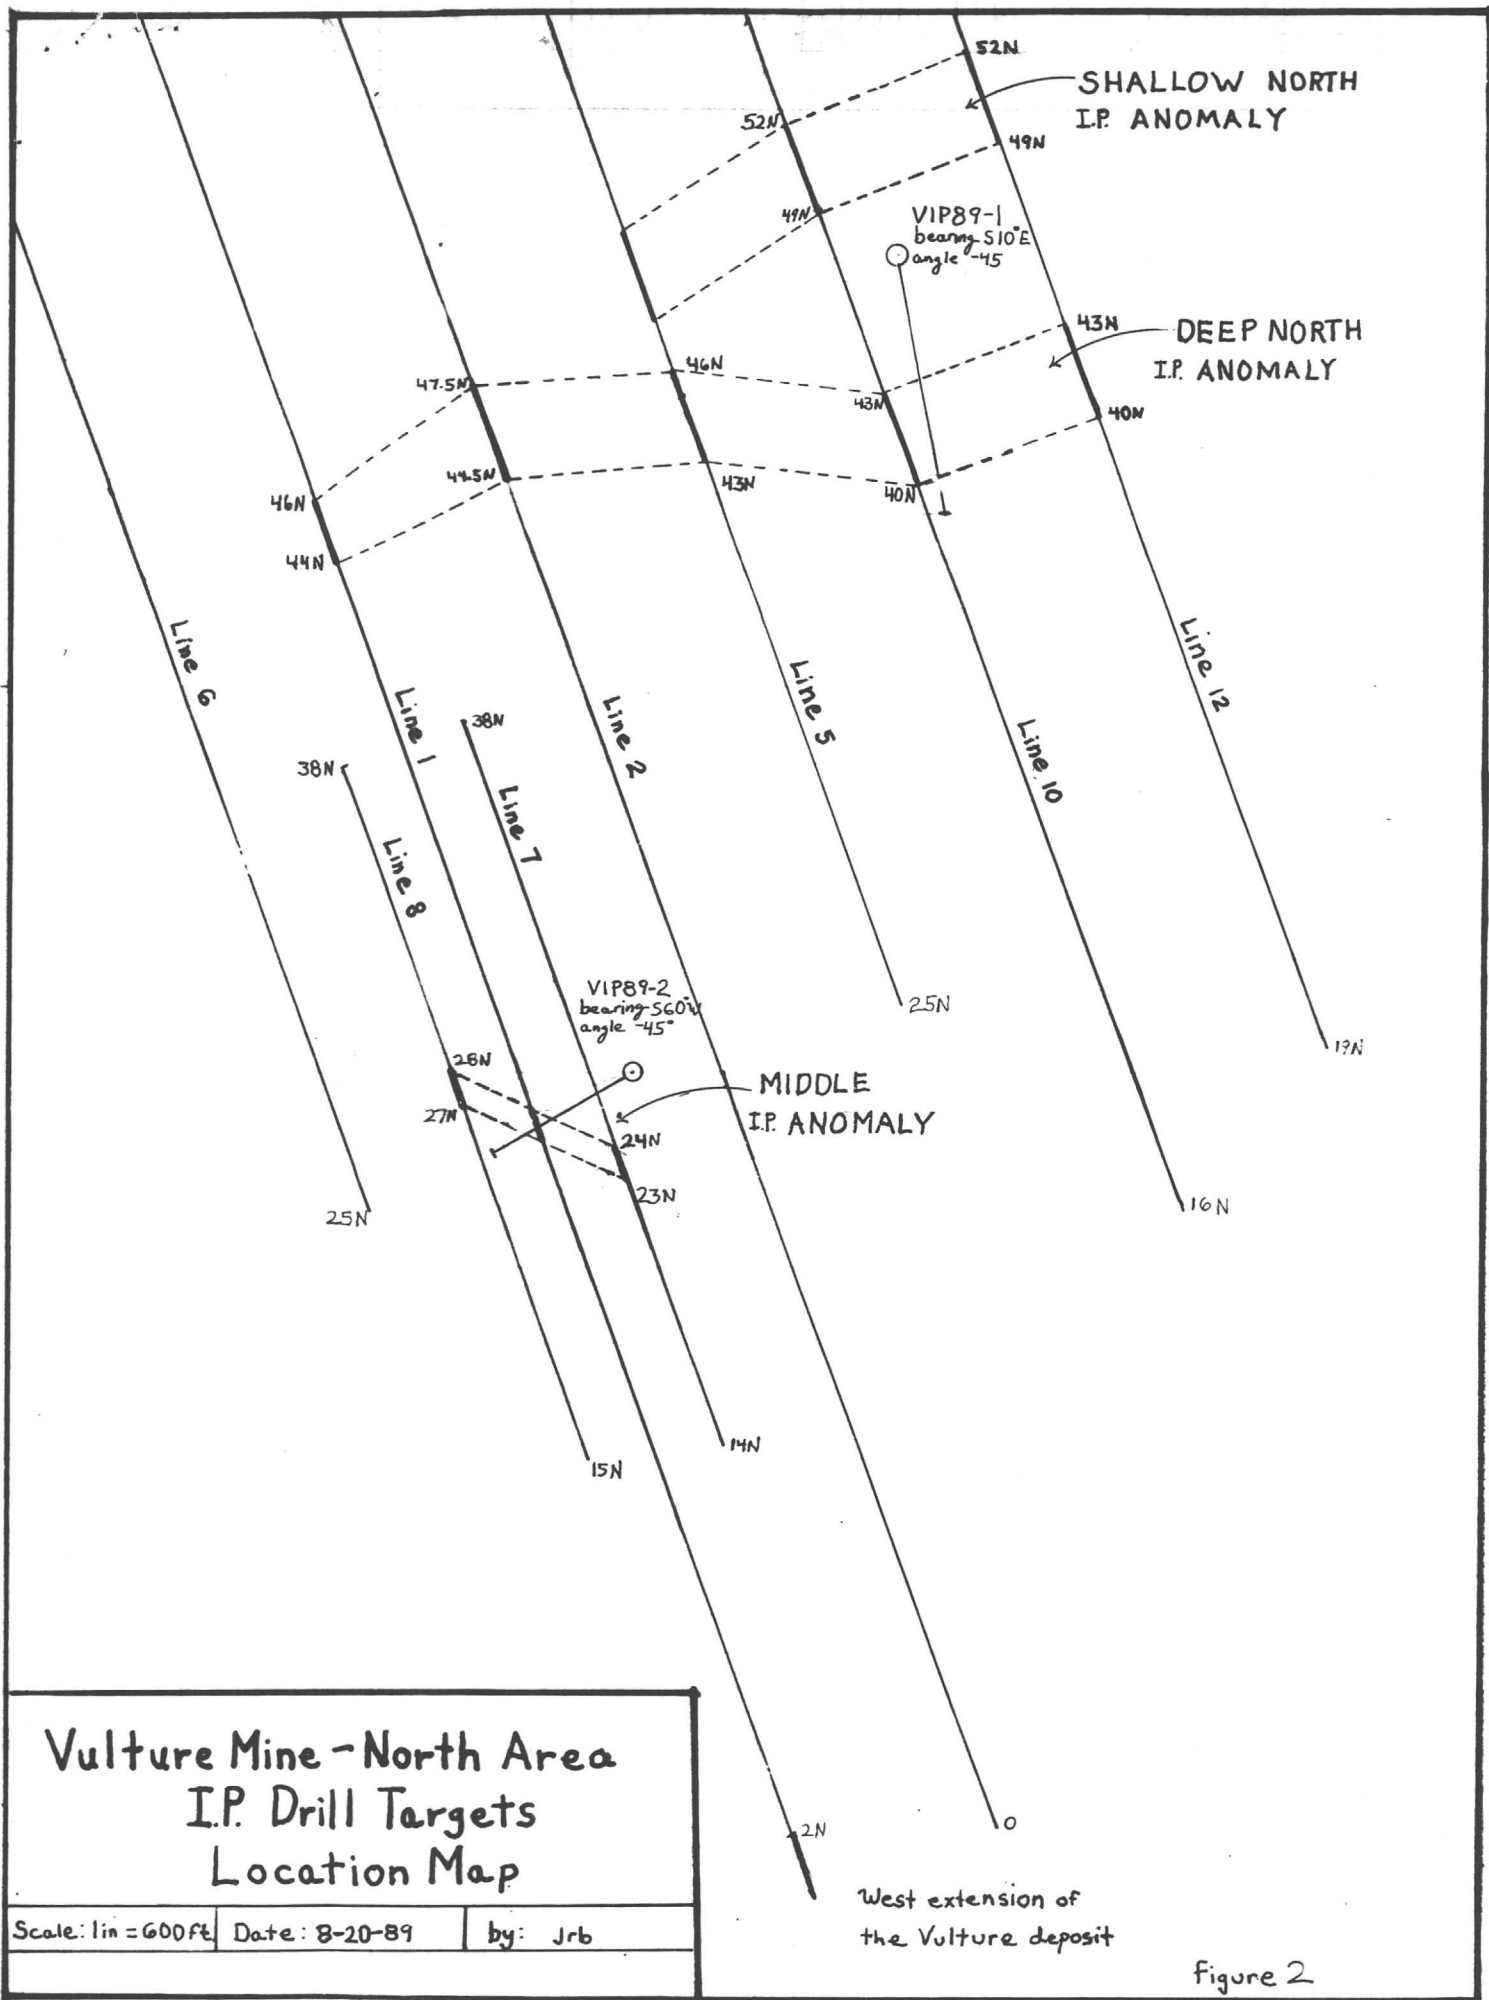 52N
SHALLOW NORTH
I.P. ANOMALY
52N
49N
49N
VIP89-1
bearing S10°E
angle -45
43N
DEEP NORTH
I.P. ANOMALY
46N
47.5N
43N
40N
44.5N
43N
40N
46N
44N
Line 6
Line 1
Line 2
Line 5
Line 10
Line 12
38N
38N
Line 7
Line 8
VIP89-2
bearing-S60°W
angle -45°
25N
19N
28N
MIDDLE
I.P. ANOMALY
27N
24N
23N
25N
16N
14N
15N
2N
0
West extension of
the Vulture deposit
Figure 2
Vulture Mine - North Area
I.P. Drill Targets
Location Map
Scale: 1in = 600ft
Date: 8-20-89
by: Jrb